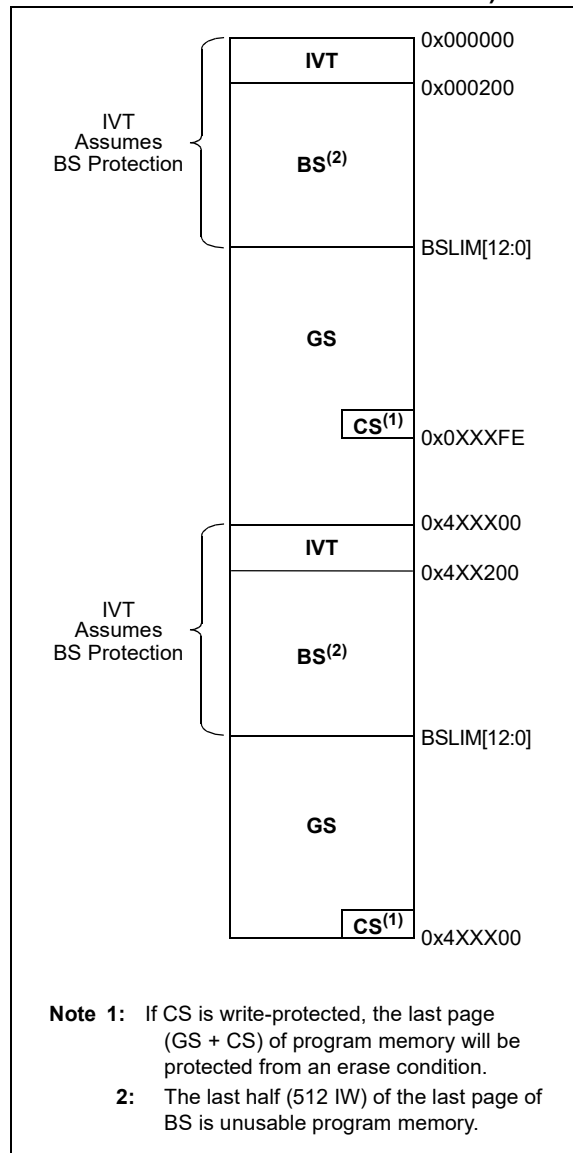 0x000000
IVT
0x000200
IVT
Assumes
BS Protection
BS(2)
BSLIM[12:0]
GS
CS(1)
0x0XXXFE
0x4XXX00
IVT
0x4XX200
IVT
Assumes
BS Protection
BS(2)
BSLIM[12:0]
GS
CS(1)
0x4XXX00
Note 1: If CS is write-protected, the last page
(GS + CS) of program memory will be
protected from an erase condition.
2: The last half (512 IW) of the last page of
BS is unusable program memory.